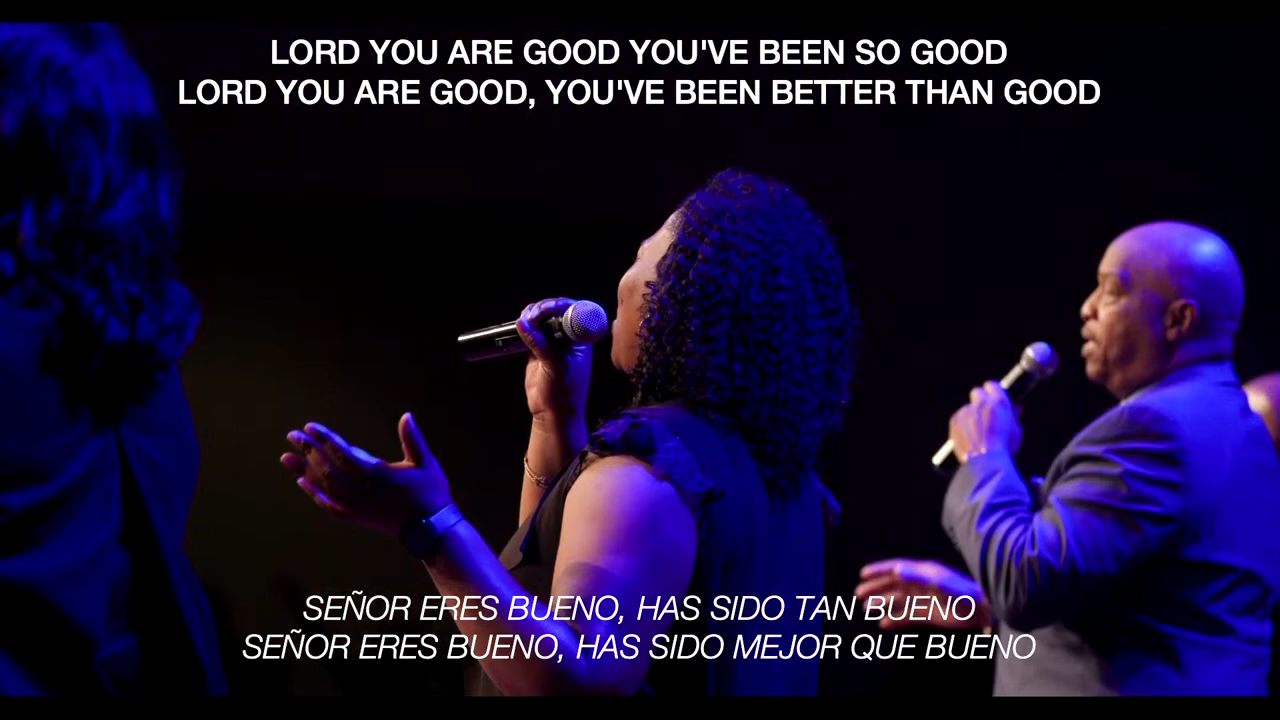 LORD YOU ARE GOOD YOU'VE BEEN SO GOOD
LORD YOU ARE GOOD, YOU'VE BEEN BETTER THAN GOOD
SEÑOR ERES BUENO, HAS SIDO TAN BUENO
SEÑOR ERES BUENO, HAS SIDO MEJOR QUE BUENO